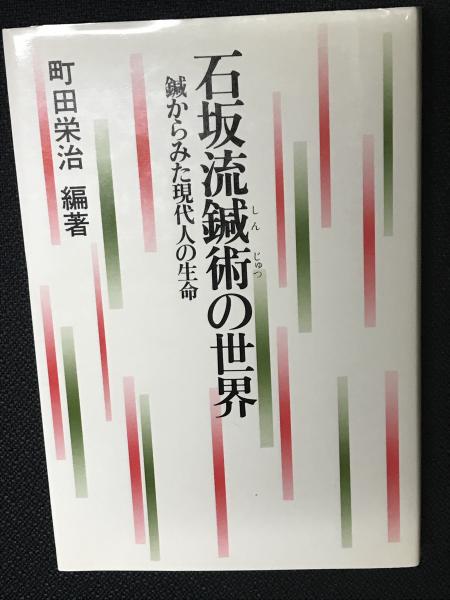 石坂流鍼術の世界
しんじゅつ
鍼からみた現代人の生命
町田栄治 編著